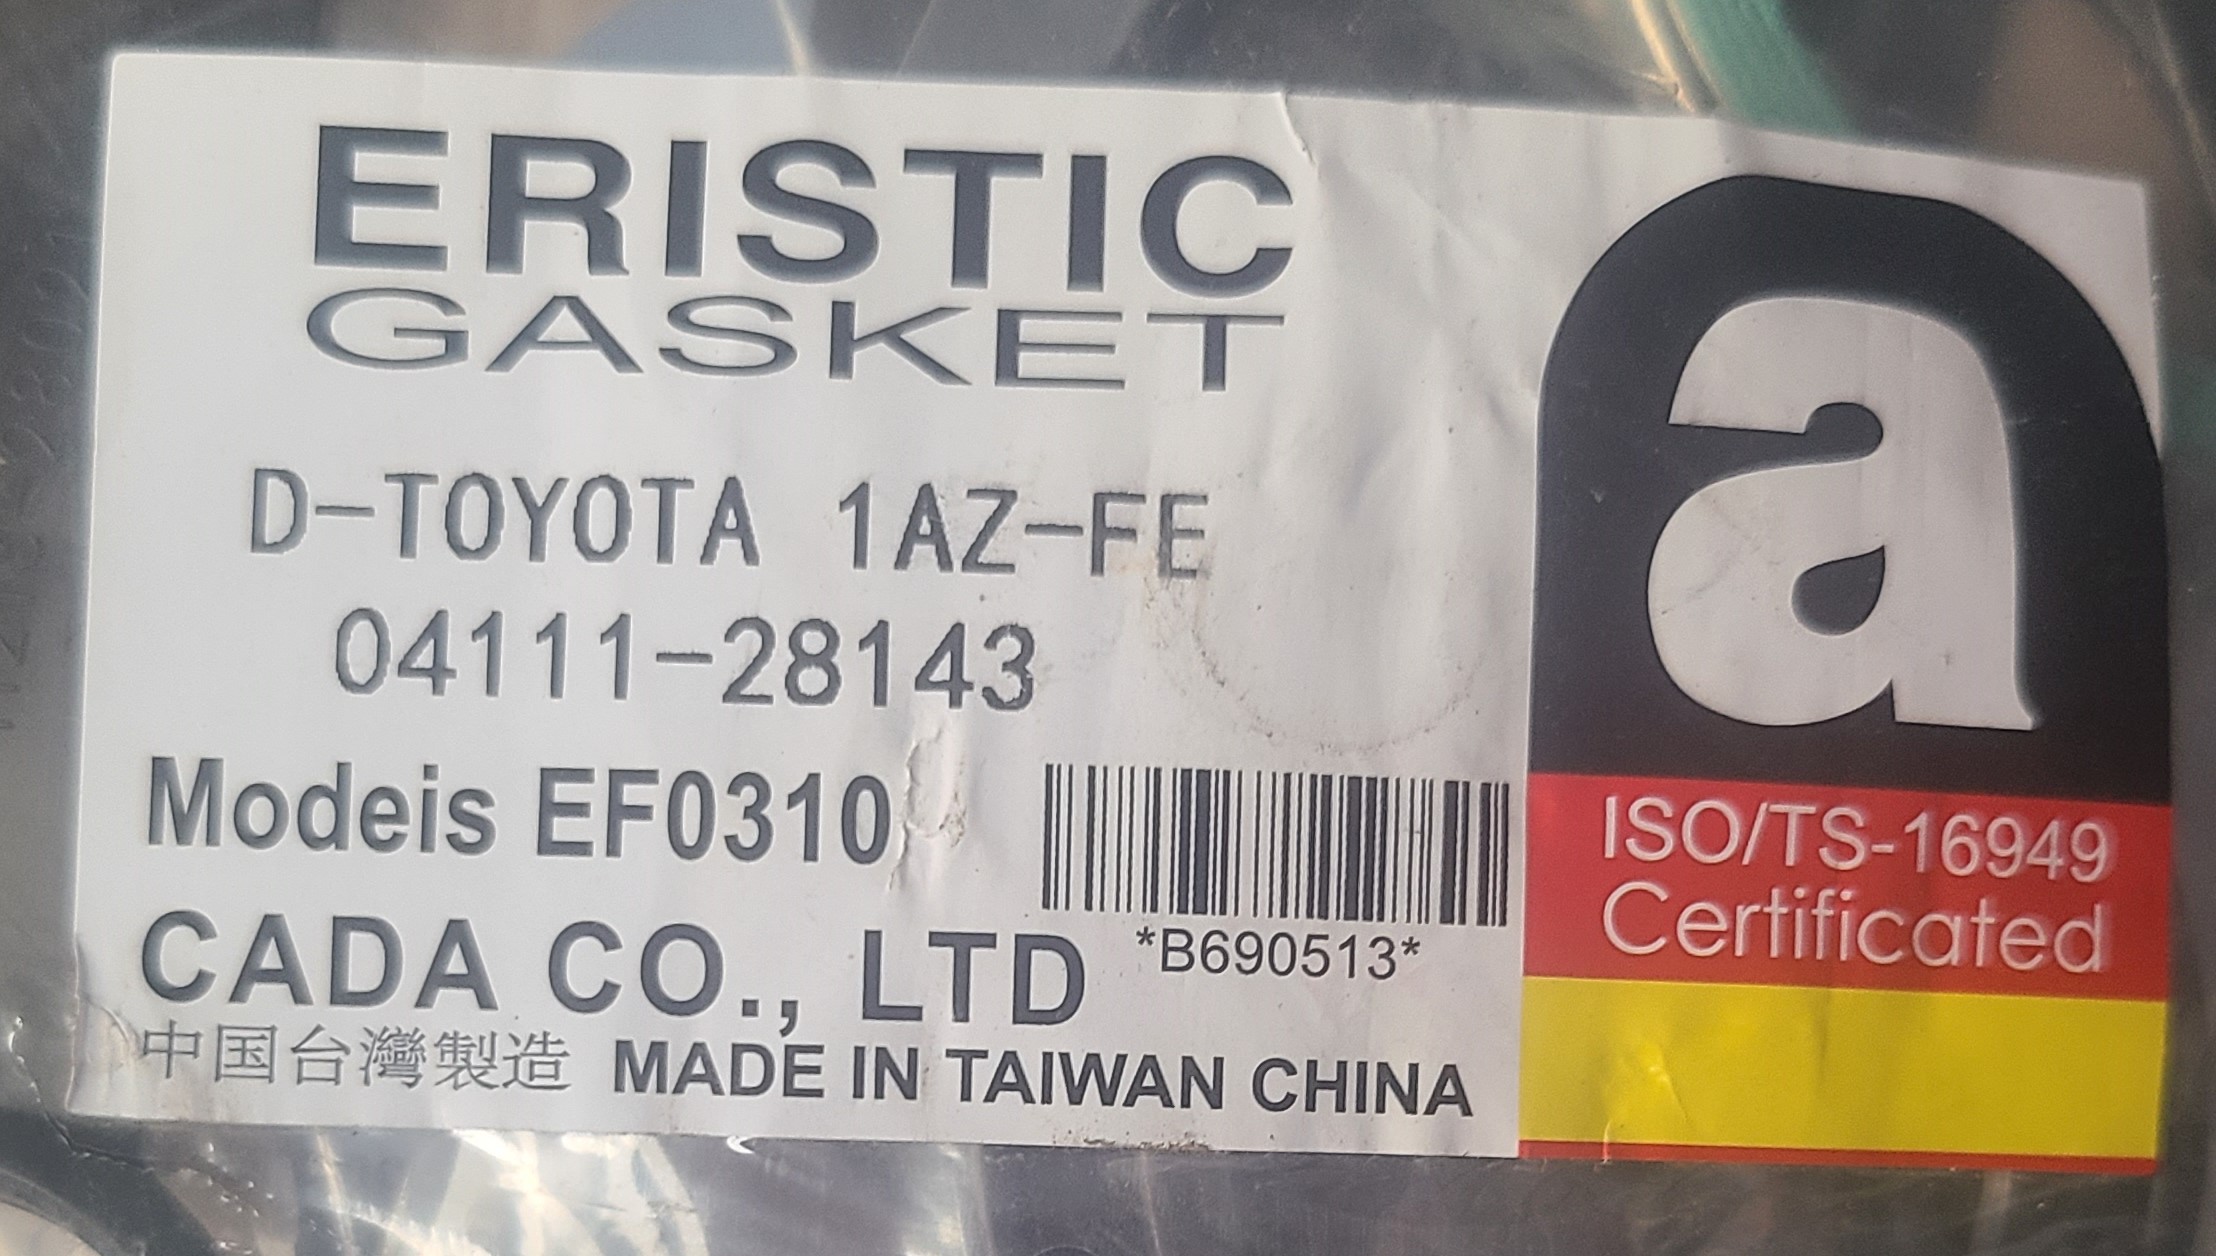 ERISTIC
GASKET
D-TOYOTA 1AZ-FE
04111-28143
Modeis EF0310
*B690513*
CADA CO., LTD
中国台灣製造 MADE IN TAIWAN CHINA
a
ISO/TS-16949
Certificated